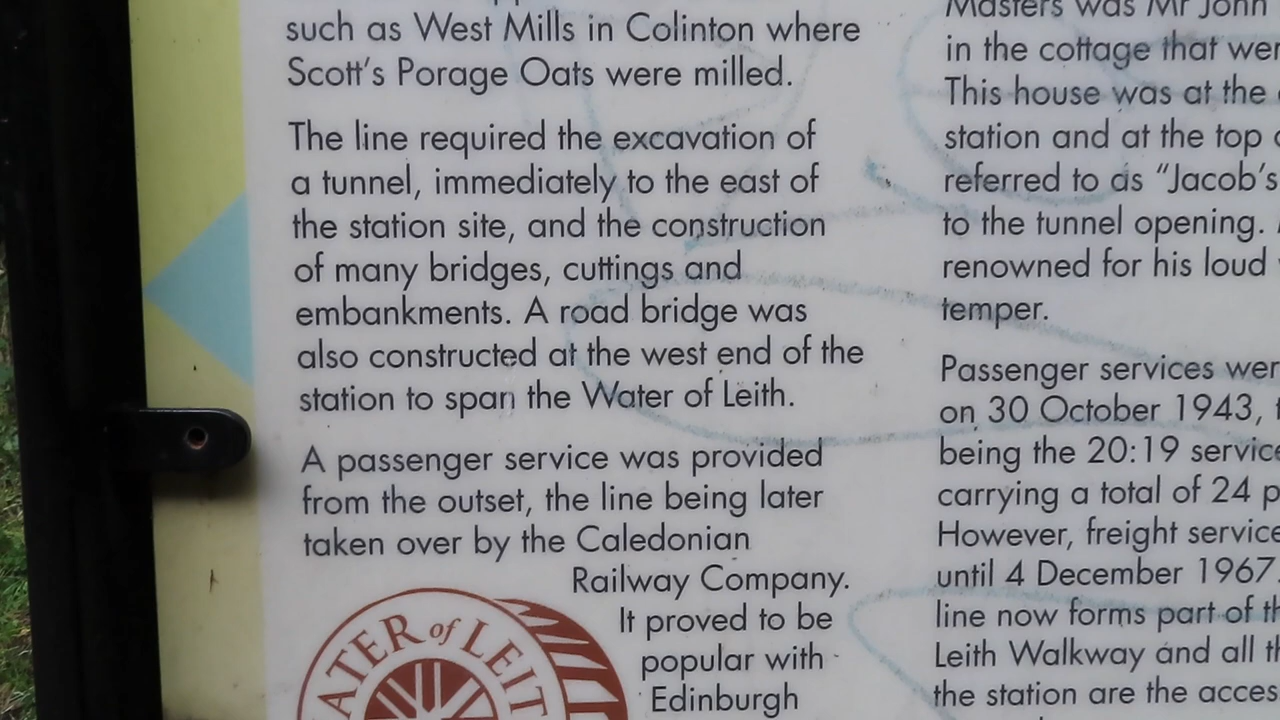 such as West Mills in Colinton where
Scott's Porage Oats were milled.
The line required the excavation of
a tunnel, immediately to the east of
the station site, and the construction
of many bridges, cuttings and
embankments. A road bridge was
also constructed at the west end of the
station to span the Water of Leith.
A passenger service was provided
from the outset, the line being later
taken over by the Caledonian
Railway Company.
It proved to be
popular with
Edinburgh
ATER of LEIT
Masters was Mr John
in the cottage that wer
This house was at the
station and at the top
referred to as "Jacob's
to the tunnel opening.
renowned for his loud
temper.
Passenger services wer
on 30 October 1943,
being the 20:19 service
carrying a total of 24 p
However, freight service
until 4 December 1967.
line now forms part of th
Leith Walkway and all th
the station are the acces